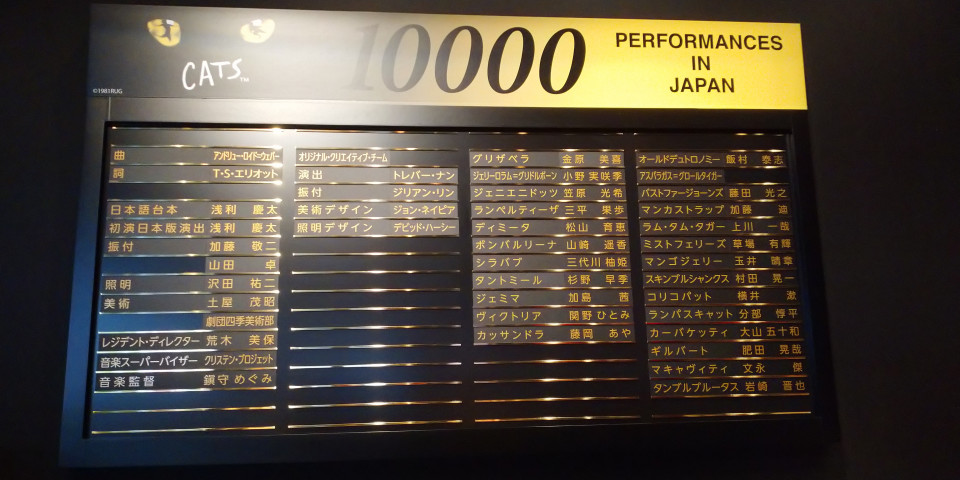 CATS™
©1981RUG
10000
PERFORMANCES
IN
JAPAN
曲 アンドリュー・ロイド=ウェバー
詞 T・S・エリオット
日本語台本 浅利 慶太
初演日本版演出 浅利 慶太
振付 加藤 敬二
山田 卓
照明 沢田 祐二
美術 土屋 茂昭
劇団四季美術部
レジデント・ディレクター 荒木 美保
音楽スーパーバイザー クリステン・ブロジェット
音楽監督 鎮守 めぐみ
オリジナル・クリエイティブ・チーム
演出 トレバー・ナン
振付 ジリアン・リン
美術デザイン ジョン・ネイピア
照明デザイン デビッド・ハーシー
グリザベラ 金原 美喜
ジェリーロラム=グリドルボーン 小野 実咲季
ジェニエニドッツ 笠原 光希
ランペルティーザ 三平 果歩
ディミータ 松山 育恵
ボンバルリーナ 山崎 遥香
シラバブ 三代川 柚姫
タントミール 杉野 早季
ジェミマ 加島 茜
ヴィクトリア 関野 ひとみ
カッサンドラ 藤岡 あや
オールドデュトロノミー 飯村 泰志
アスパラガス=グロールタイガー
バストファージョーンズ 藤田 光之
マンカストラップ 加藤 迪
ラム・タム・タガー 上川 一哉
ミストフェリーズ 草場 有輝
マンゴジェリー 玉井 晴章
スキンブルシャンクス 村田 晃一
コリコパット 横井 漱
ランパスキャット 分部 惇平
カーバケッティ 大山 五十和
ギルバート 肥田 晃哉
マキャヴィティ 文永 傑
タンブルブルータス 岩崎 晋也